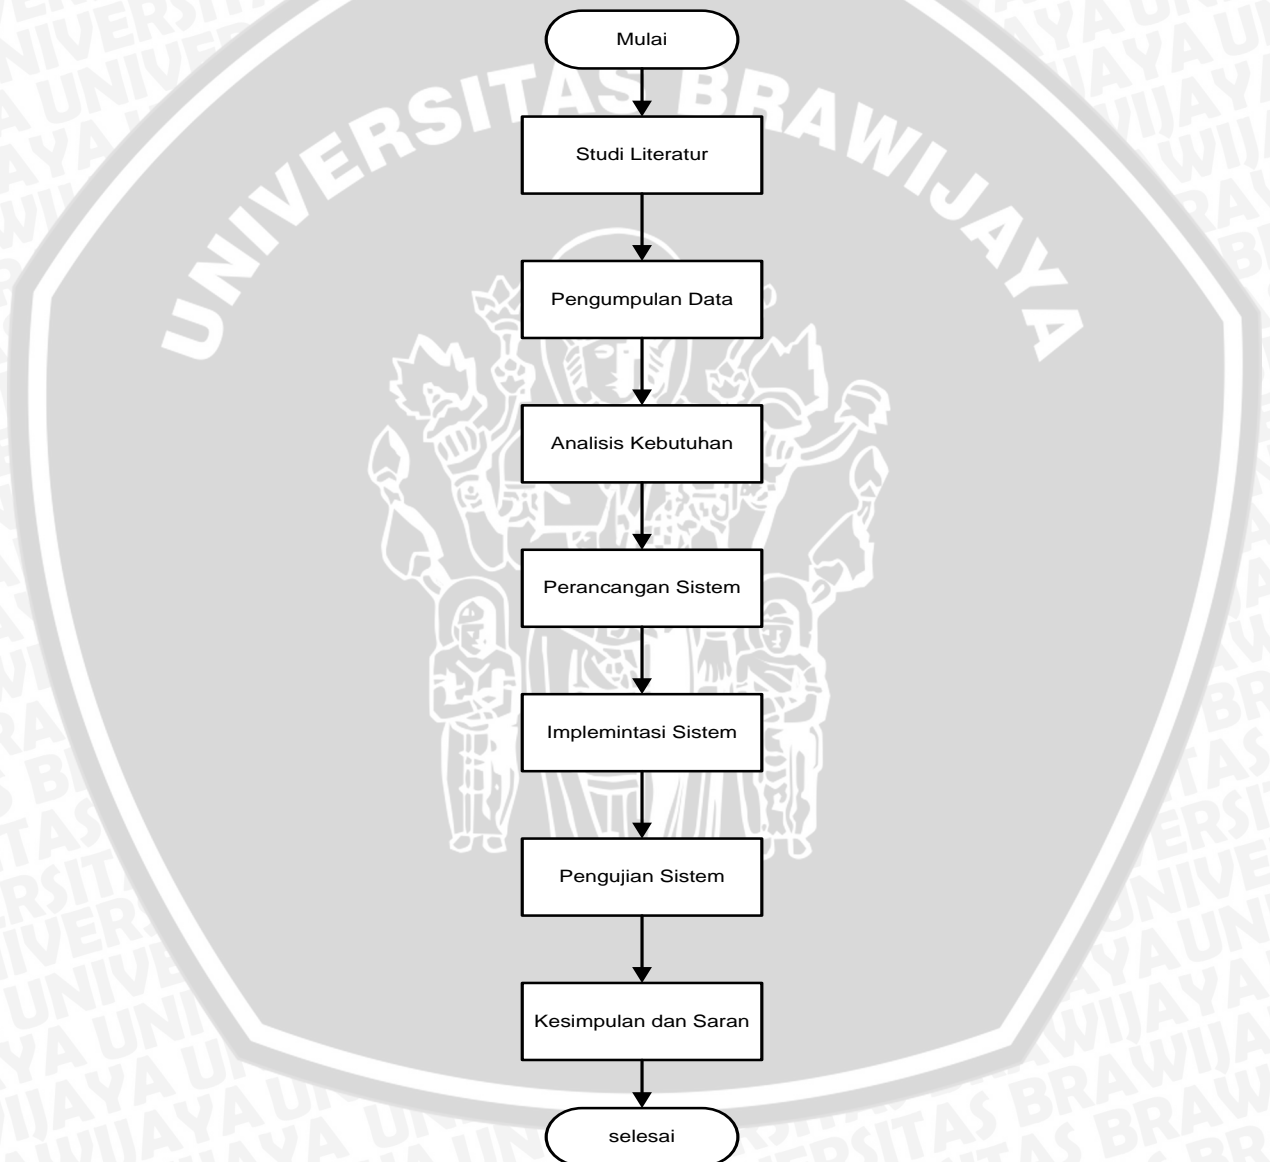 Mulai
UNIVERSITAS BRAWIJAYA
Studi Literatur
Pengumpulan Data
Analisis Kebutuhan
Perancangan Sistem
Implemintasi Sistem
Pengujian Sistem
Kesimpulan dan Saran
selesai